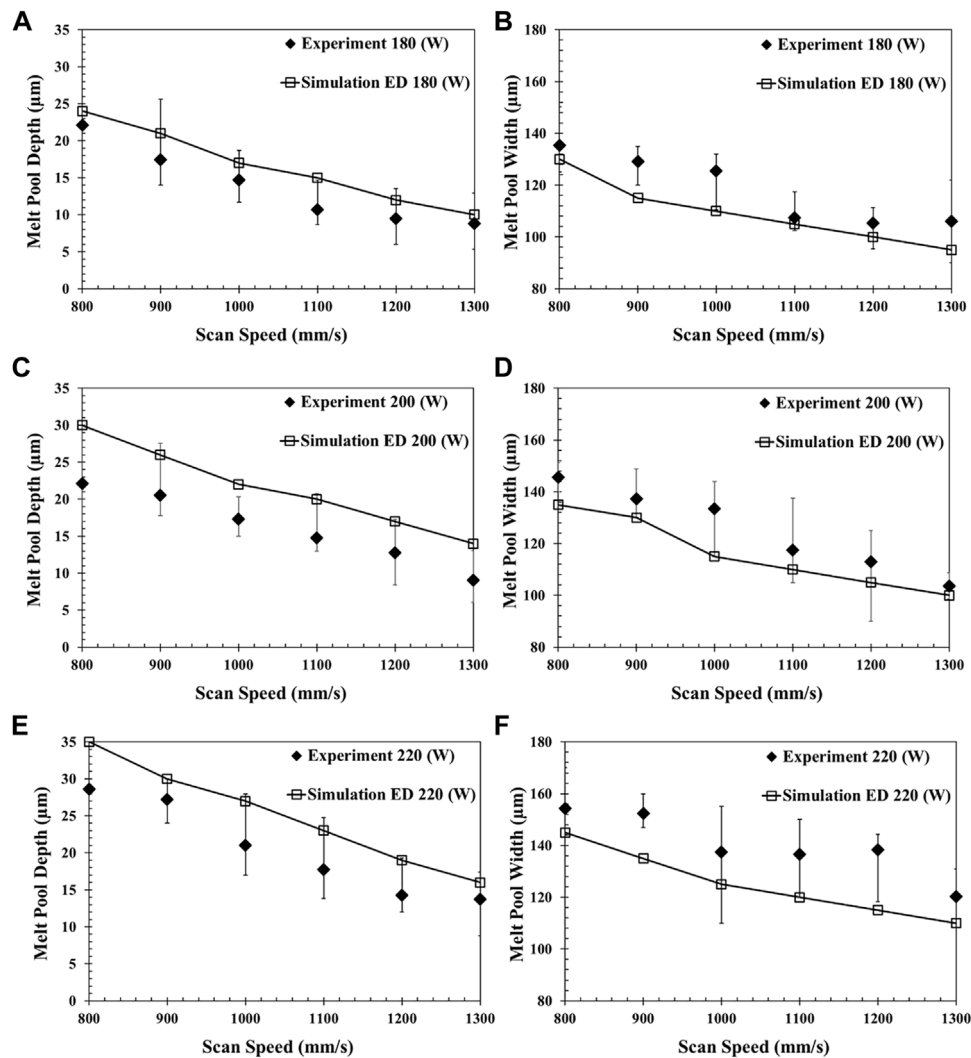 A
Melt Pool Depth (µm)
35
30
25
20
15
10
5
0
Experiment 180 (W)
Simulation ED 180 (W)
800 900 1000 1100 1200 1300
Scan Speed (mm/s)
B
Melt Pool Width (µm)
180
160
140
120
100
80
Experiment 180 (W)
Simulation ED 180 (W)
800 900 1000 1100 1200 1300
Scan Speed (mm/s)
C
Melt Pool Depth (µm)
35
30
25
20
15
10
5
0
Experiment 200 (W)
Simulation ED 200 (W)
800 900 1000 1100 1200 1300
Scan Speed (mm/s)
D
Melt Pool Width (µm)
180
160
140
120
100
80
Experiment 200 (W)
Simulation ED 200 (W)
800 900 1000 1100 1200 1300
Scan Speed (mm/s)
E
Melt Pool Depth (µm)
35
30
25
20
15
10
5
0
Experiment 220 (W)
Simulation ED 220 (W)
800 900 1000 1100 1200 1300
Scan Speed (mm/s)
F
Melt Pool Width (µm)
180
160
140
120
100
80
Experiment 220 (W)
Simulation ED 220 (W)
800 900 1000 1100 1200 1300
Scan Speed (mm/s)